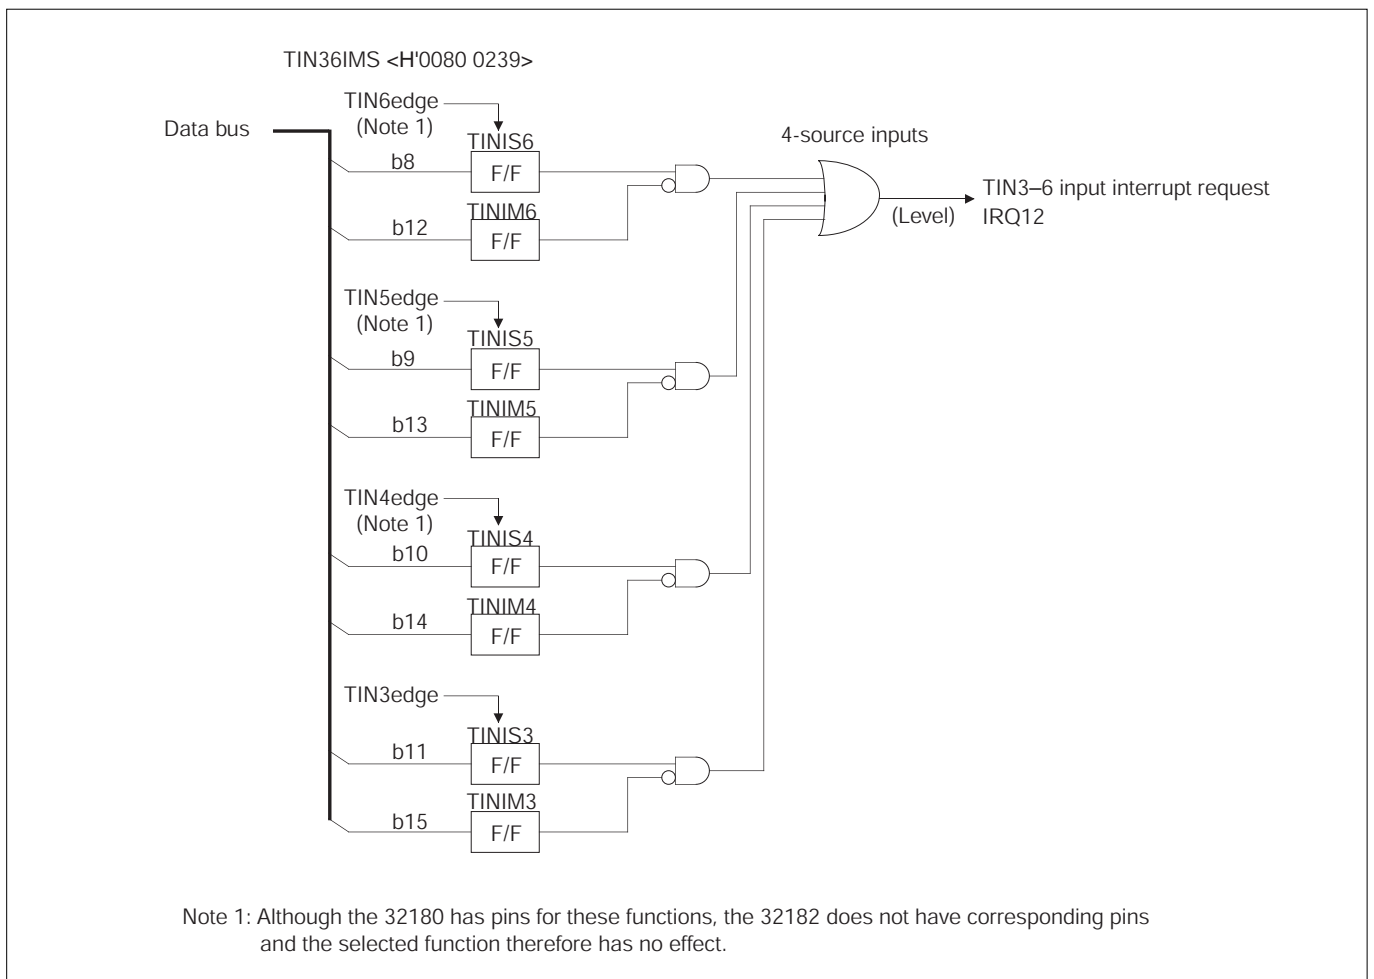 TIN36IMS <H'0080 0239>
Data bus
TIN6edge
(Note 1)
TINIS6
b8
F/F
TINIM6
b12
F/F
4-source inputs
(Level)
TIN3–6 input interrupt request
IRQ12
TIN5edge
(Note 1)
TINIS5
b9
F/F
TINIM5
b13
F/F
TIN4edge
(Note 1)
TINIS4
b10
F/F
TINIM4
b14
F/F
TIN3edge
TINIS3
b11
F/F
TINIM3
b15
F/F
Note 1: Although the 32180 has pins for these functions, the 32182 does not have corresponding pins
and the selected function therefore has no effect.